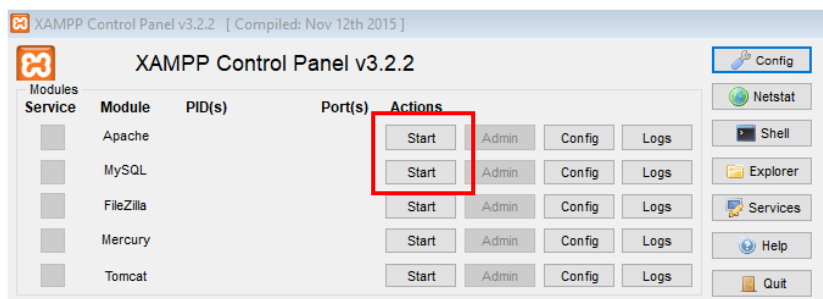 XAMPP Control Panel v3.2.2 [ Compiled: Nov 12th 2015 ]
XAMPP Control Panel v3.2.2
Config
Modules
Service Module PID(s) Port(s) Actions
Netstat
Apache Start Admin Config Logs
Shell
MySQL Start Admin Config Logs
Explorer
FileZilla Start Admin Config Logs
Services
Mercury Start Admin Config Logs
Help
Tomcat Start Admin Config Logs
Quit